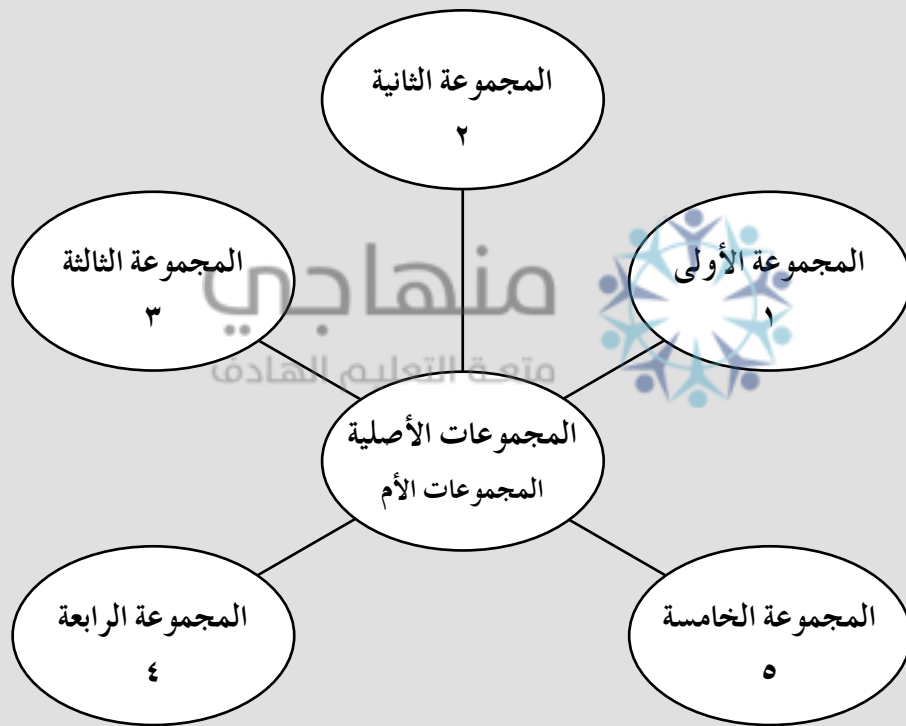 المجموعة الثانية
٢
المجموعة الأولى
١
المجموعة الثالثة
٣
منهاجي
متعة التعليم الهادف
المجموعات الأصلية
المجموعات الأم
المجموعة الخامسة
٥
المجموعة الرابعة
٤